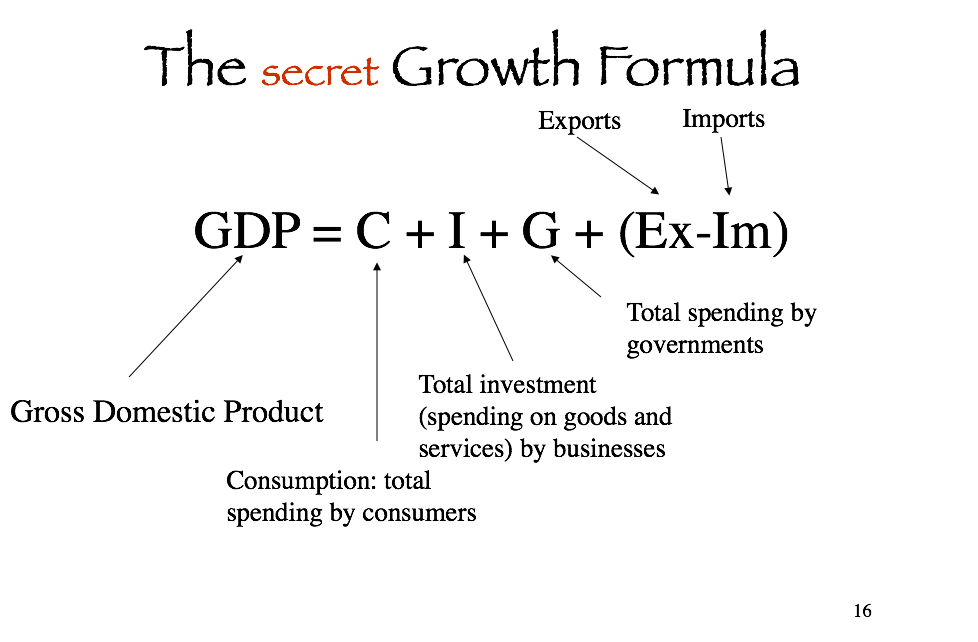 The secret Growth Formula
Exports
Imports
GDP = C + I + G + (Ex-Im)
Total spending by
governments
Total investment
(spending on goods and
services) by businesses
Gross Domestic Product
Consumption: total
spending by consumers
16